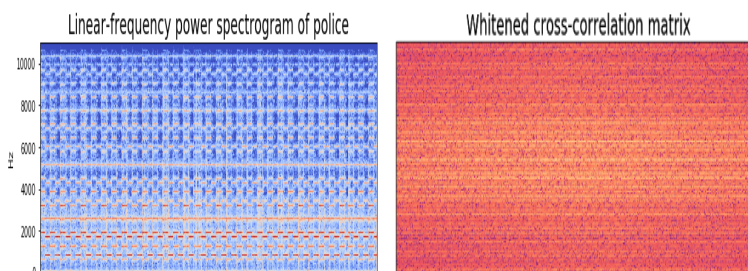 Linear-frequency power spectrogram of police
Whitened cross-correlation matrix
10000
8000
6000
Hz
4000
2000
0